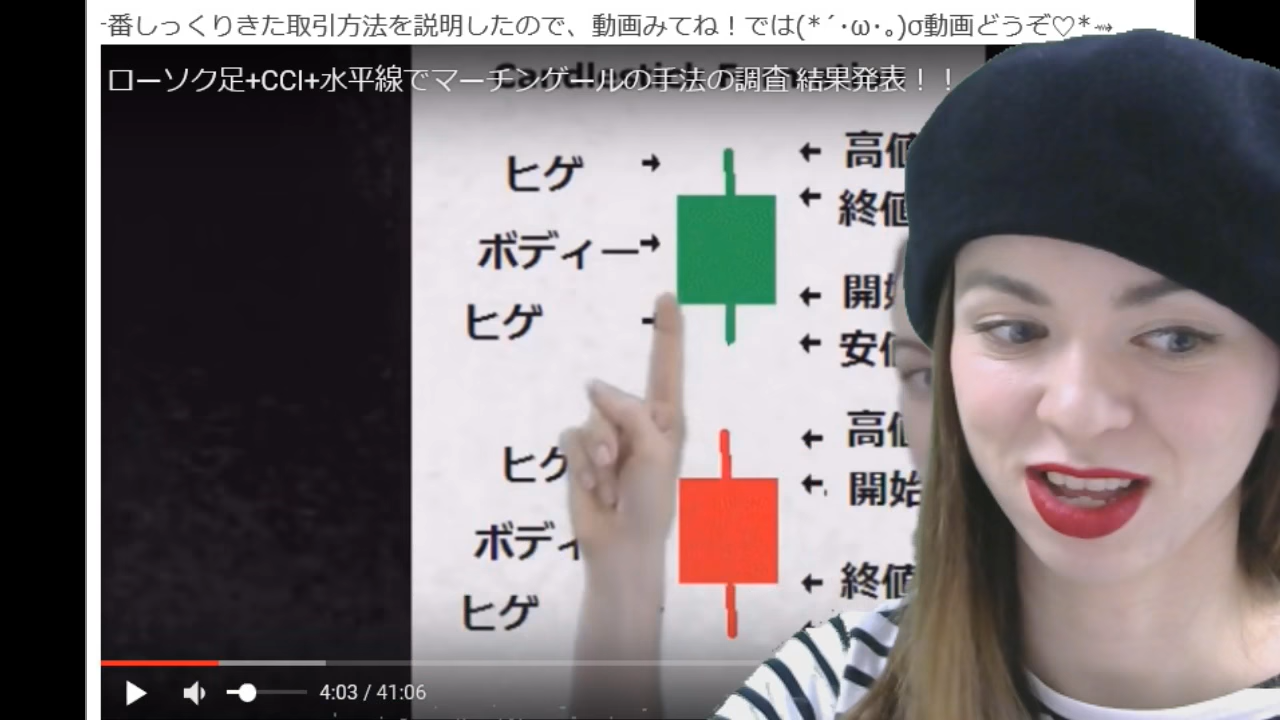 番しっくりきた取引方法を説明したので、動画みてね！では(*´･ω･｡)σ動画どうぞ♡*⇝
ローソク足+CCI+水平線でマーチンゲールの手法の調査 結果発表！！
ヒゲ → ← 高値
← 終値
ボディー→
← 開始
ヒゲ
← 安値
← 高値
ヒゲ ← 開始
ボディ
← 終値
ヒゲ
4:03 / 41:06